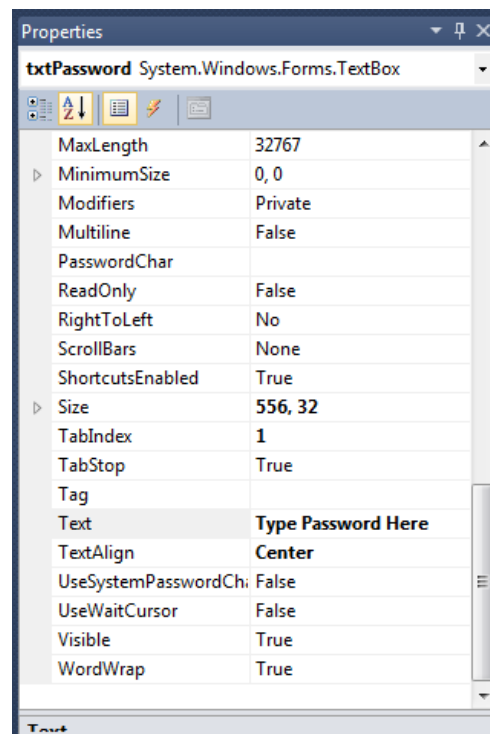 Properties
txtPassword System.Windows.Forms.TextBox
MaxLength 32767
MinimumSize 0, 0
Modifiers Private
Multiline False
PasswordChar
ReadOnly False
RightToLeft No
ScrollBars None
ShortcutsEnabled True
Size 556, 32
TabIndex 1
TabStop True
Tag
Text Type Password Here
TextAlign Center
UseSystemPasswordCha False
UseWaitCursor False
Visible True
WordWrap True
Text